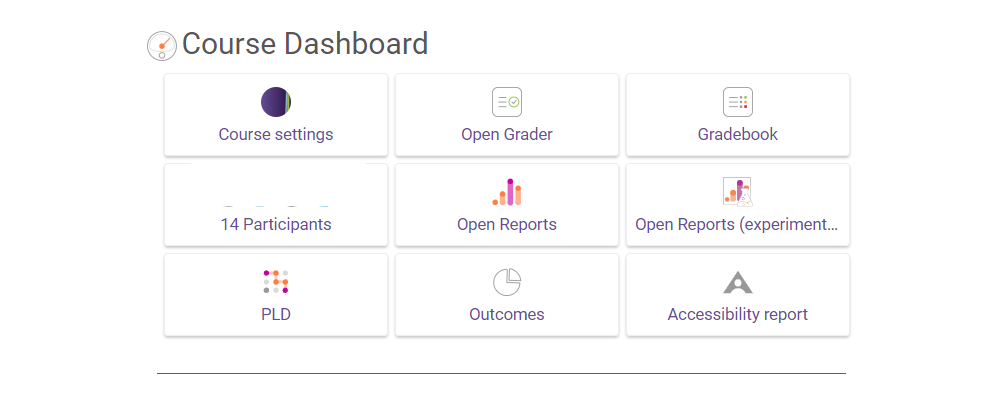 Course Dashboard
Course settings
Open Grader
Gradebook
14 Participants
Open Reports
Open Reports (experiment...
PLD
Outcomes
Accessibility report